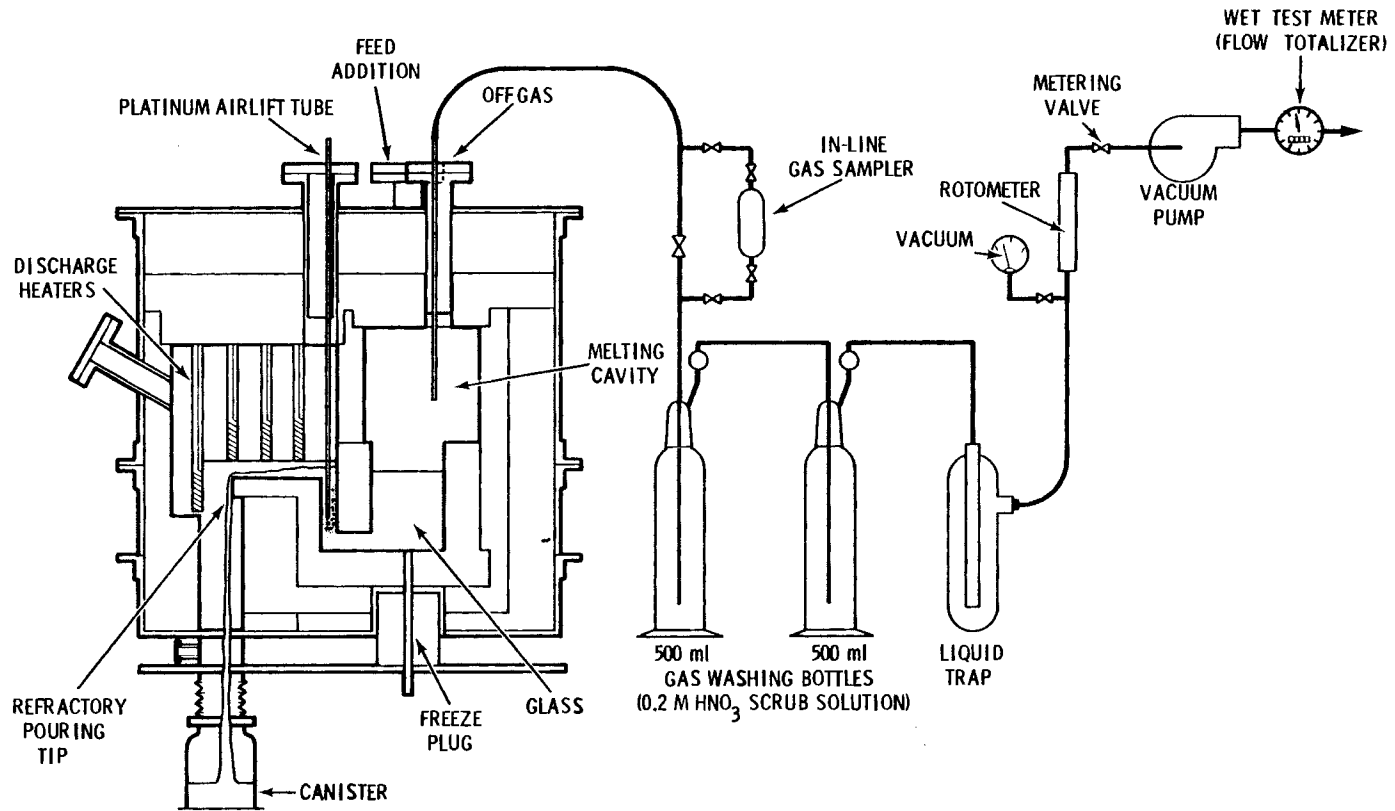 WET TEST METER
(FLOW TOTALIZER)
FEED
ADDITION
PLATINUM AIRLIFT TUBE
OFF GAS
METERING
VALVE
IN-LINE
GAS SAMPLER
ROTOMETER
VACUUM
PUMP
VACUUM
DISCHARGE
HEATERS
MELTING
CAVITY
500 ml
500 ml
GAS WASHING BOTTLES
(0.2 M HNO3 SCRUB SOLUTION)
LIQUID
TRAP
REFRACTORY
POURING
TIP
FREEZE
PLUG
GLASS
CANISTER